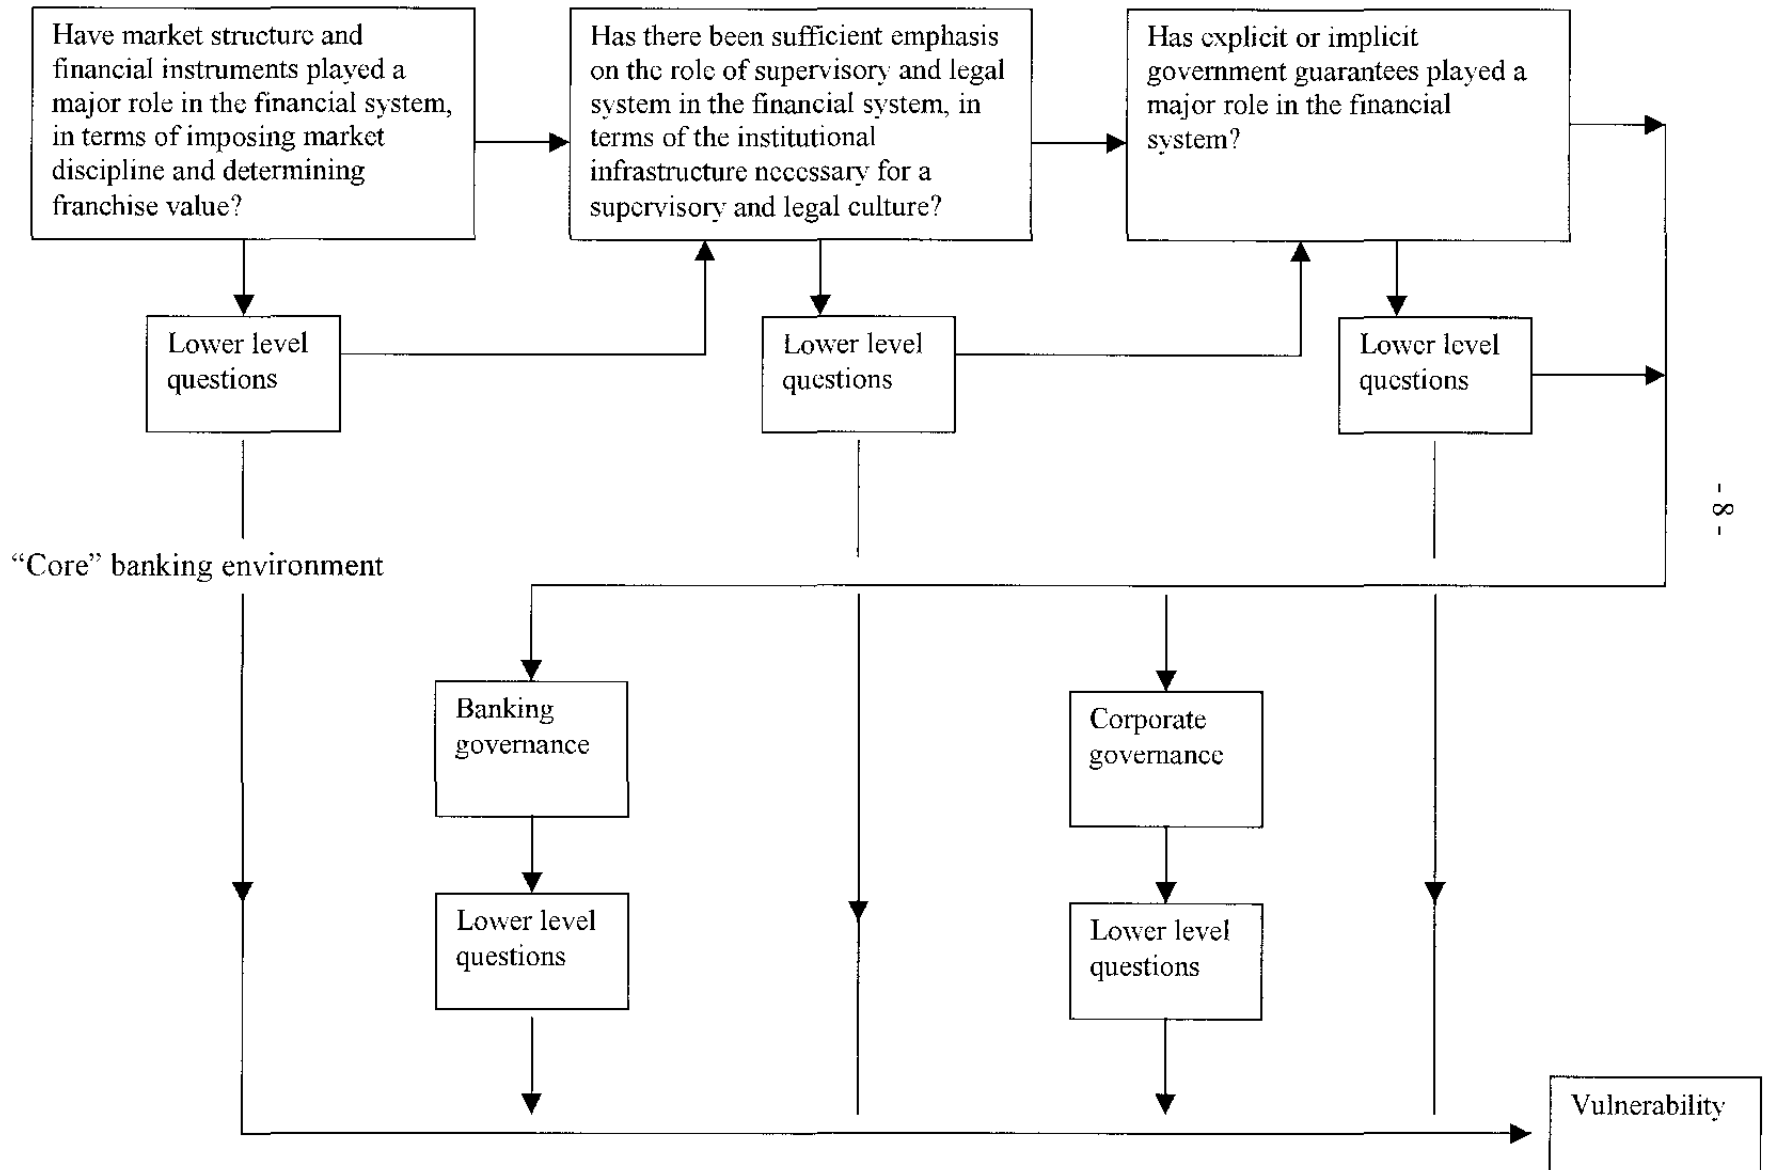 Have market structure and
financial instruments played a
major role in the financial system,
in terms of imposing market
discipline and determining
franchise value?
Has there been sufficient emphasis
on the role of supervisory and legal
system in the financial system, in
terms of the institutional
infrastructure necessary for a
supervisory and legal culture?
Has explicit or implicit
government guarantees played a
major role in the financial
system?
Lower level
questions
Lower level
questions
Lower level
questions
- 8 -
“Core” banking environment
Banking
governance
Corporate
governance
Lower level
questions
Lower level
questions
Vulnerability